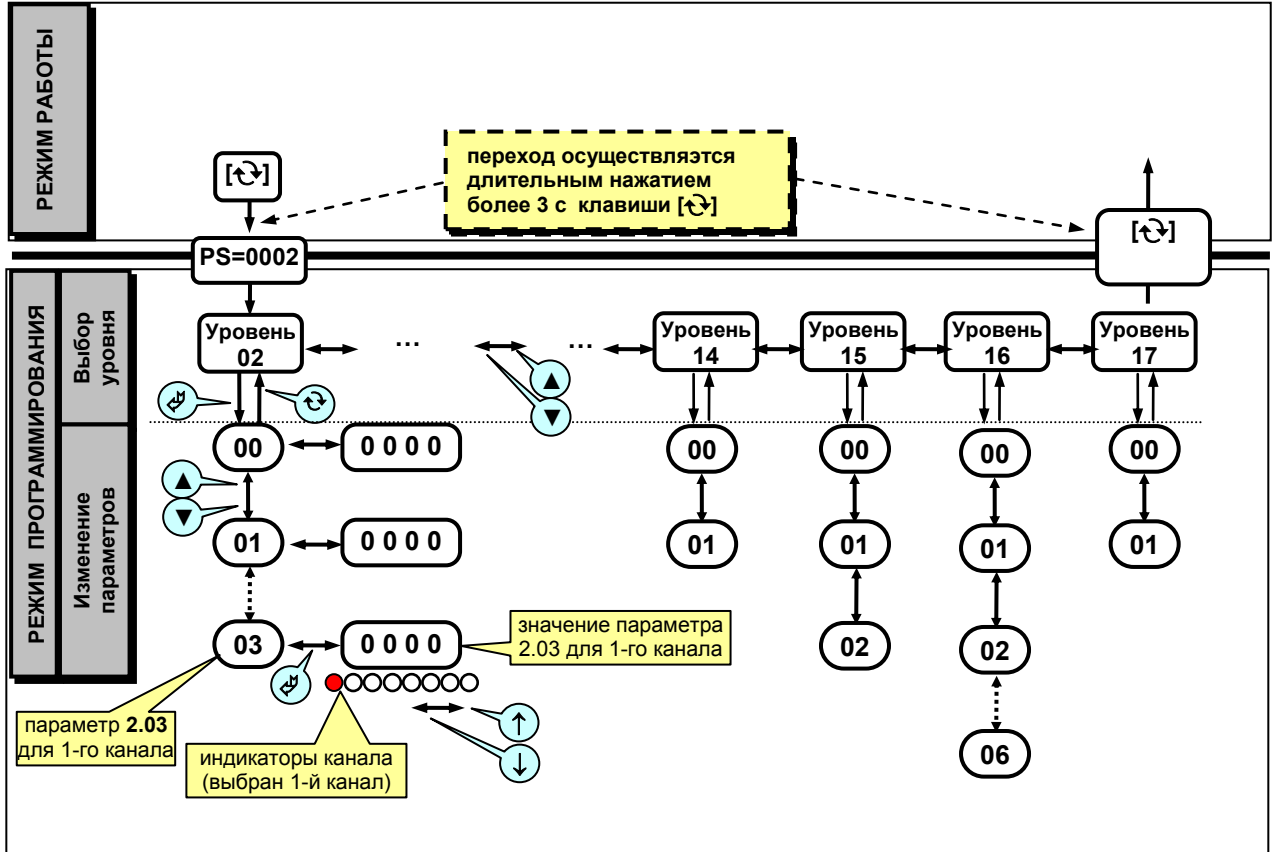 РЕЖИМ РАБОТЫ
переход осуществляэтся
длительным нажатием
более 3 с клавиши [↻]
[↻]
[↻]
PS=0002
РЕЖИМ ПРОГРАММИРОВАНИЯ
Выбор
уровня
Уровень
02
...
...
Уровень
14
Уровень
15
Уровень
16
Уровень
17
▲
▼
Изменение
параметров
00
0 0 0 0
00
00
00
00
▲
▼
01
0 0 0 0
01
01
01
01
03
0 0 0 0
значение параметра
2.03 для 1-го канала
02
02
параметр 2.03
для 1-го канала
индикаторы канала
(выбран 1-й канал)
↑
↓
06